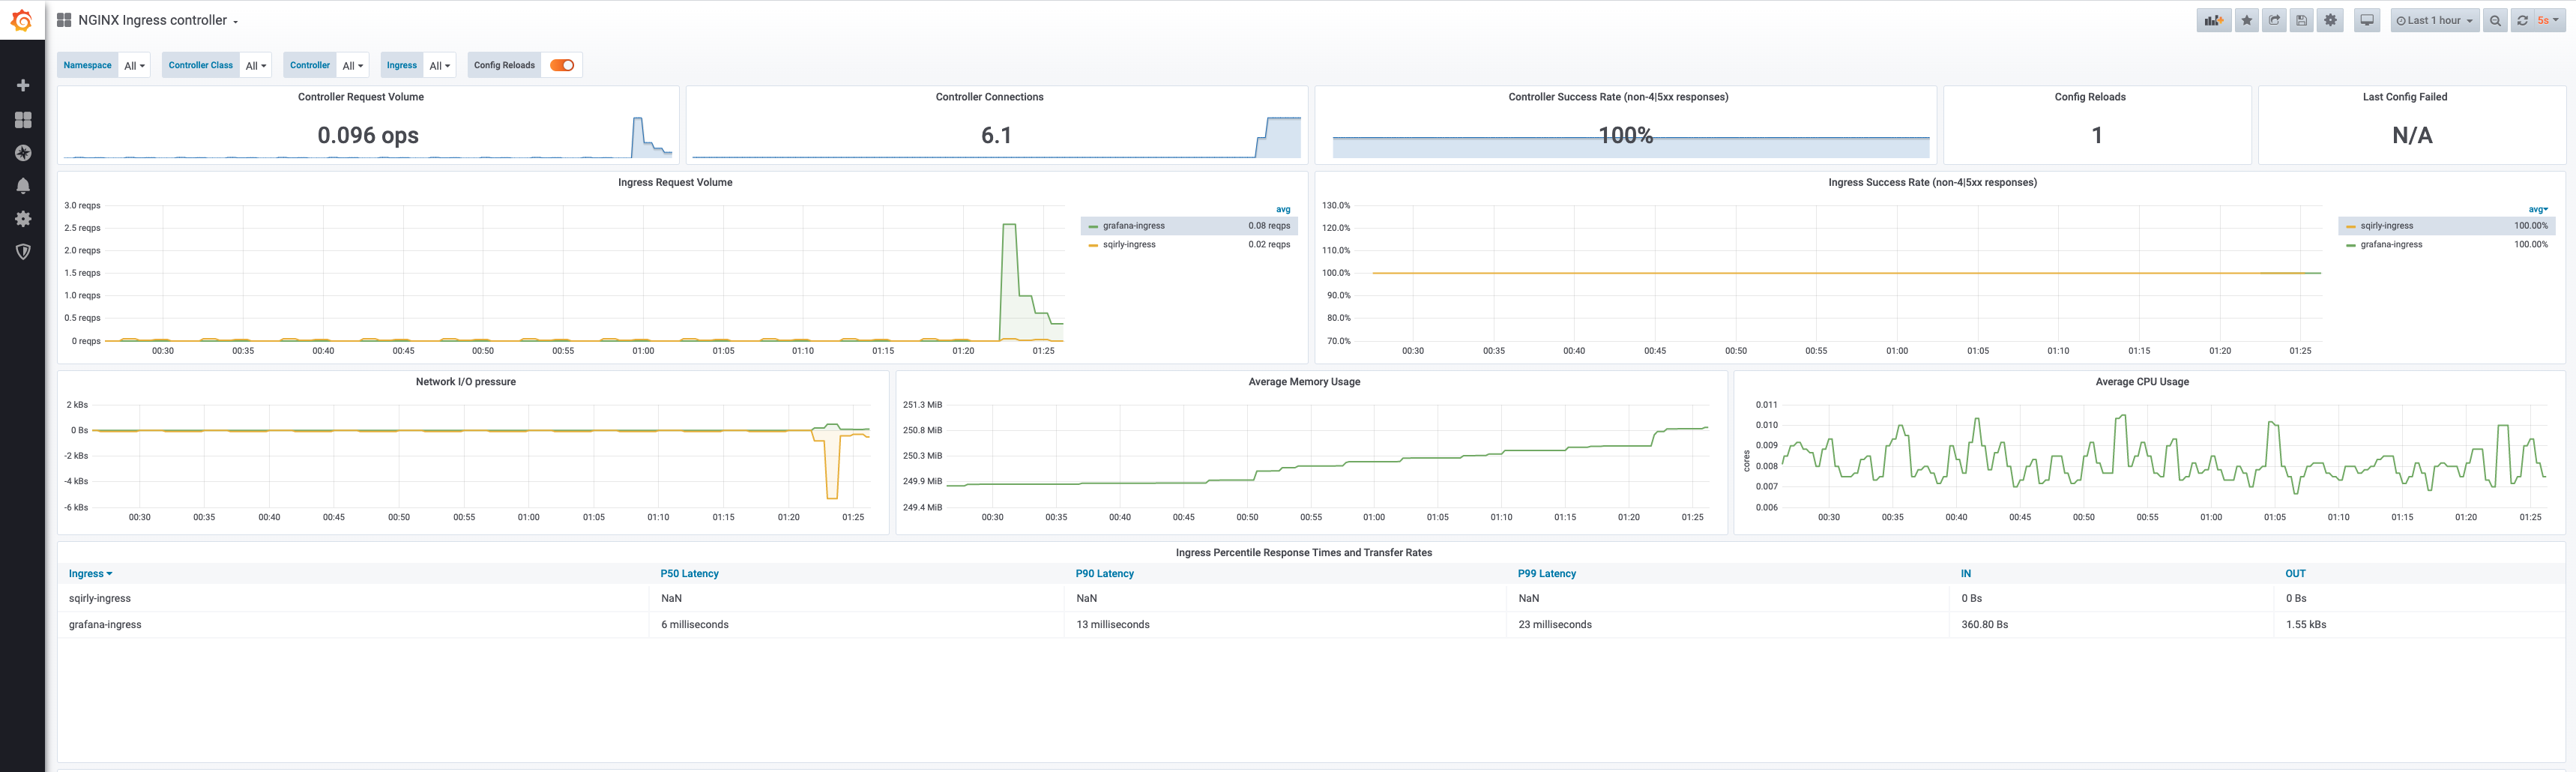 NGINX Ingress controller
Last 1 hour 5s
Namespace All Controller Class All Controller All Ingress All Config Reloads
Controller Request Volume
0.096 ops
Controller Connections
6.1
Controller Success Rate (non-4|5xx responses)
100%
Config Reloads
1
Last Config Failed
N/A
Ingress Request Volume
3.0 reqps
2.5 reqps
2.0 reqps
1.5 reqps
1.0 reqps
0.5 reqps
0 reqps
00:30 00:35 00:40 00:45 00:50 00:55 01:00 01:05 01:10 01:15 01:20 01:25
avg
grafana-ingress 0.08 reqps
sqirly-ingress 0.02 reqps
Ingress Success Rate (non-4|5xx responses)
130.0%
120.0%
110.0%
100.0%
90.0%
80.0%
70.0%
00:30 00:35 00:40 00:45 00:50 00:55 01:00 01:05 01:10 01:15 01:20 01:25
avg
sqirly-ingress 100.00%
grafana-ingress 100.00%
Network I/O pressure
2 kBs
0 Bs
-2 kBs
-4 kBs
-6 kBs
00:30 00:35 00:40 00:45 00:50 00:55 01:00 01:05 01:10 01:15 01:20 01:25
Average Memory Usage
251.3 MiB
250.8 MiB
250.3 MiB
249.9 MiB
249.4 MiB
00:30 00:35 00:40 00:45 00:50 00:55 01:00 01:05 01:10 01:15 01:20 01:25
Average CPU Usage
cores
0.011
0.010
0.009
0.008
0.007
0.006
00:30 00:35 00:40 00:45 00:50 00:55 01:00 01:05 01:10 01:15 01:20 01:25
Ingress Percentile Response Times and Transfer Rates
Ingress P50 Latency P90 Latency P99 Latency IN OUT
sqirly-ingress NaN NaN NaN 0 Bs 0 Bs
grafana-ingress 6 milliseconds 13 milliseconds 23 milliseconds 360.80 Bs 1.55 kBs